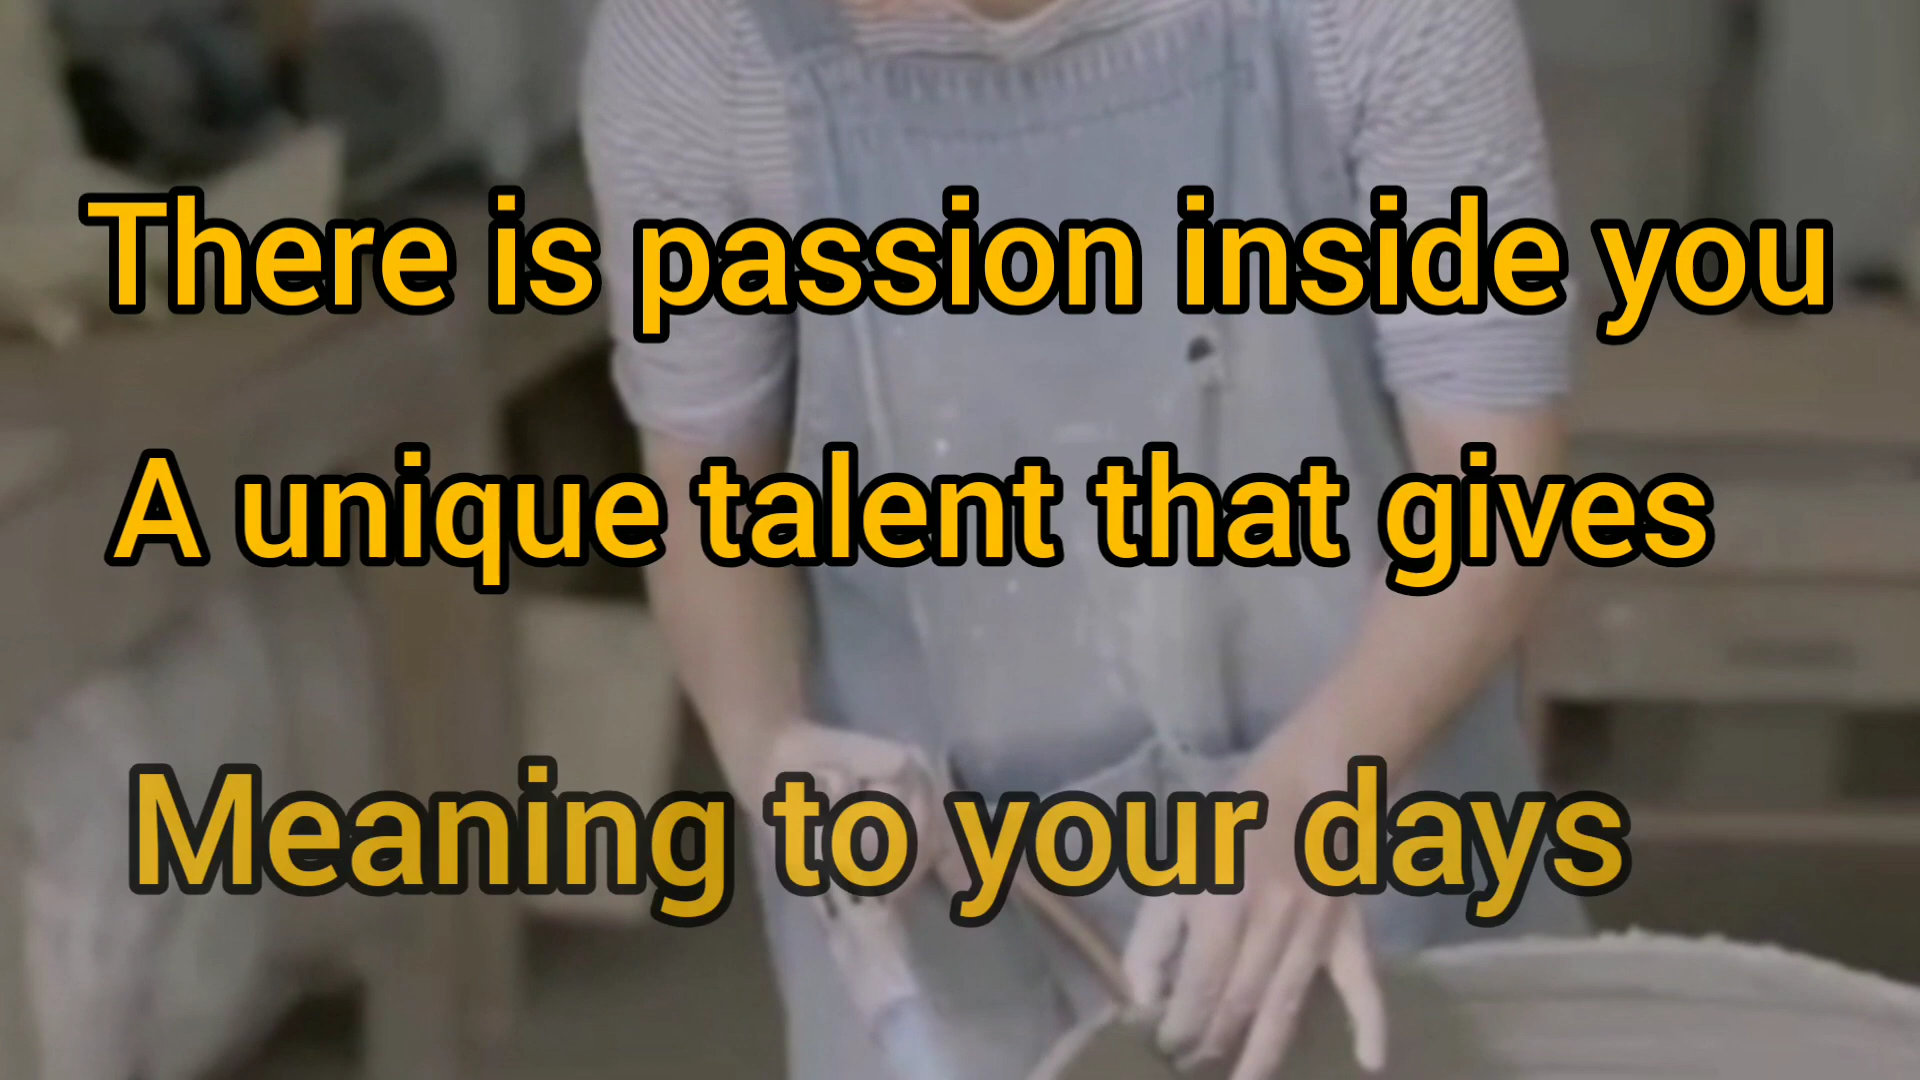 There is passion inside you
A unique talent that gives
Meaning to your days